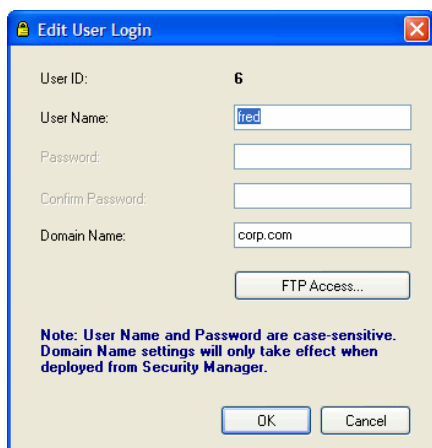 Edit User Login
User ID: 6
User Name: fred
Password:
Confirm Password:
Domain Name: corp.com
FTP Access...
Note: User Name and Password are case-sensitive.
Domain Name settings will only take effect when
deployed from Security Manager.
OK Cancel